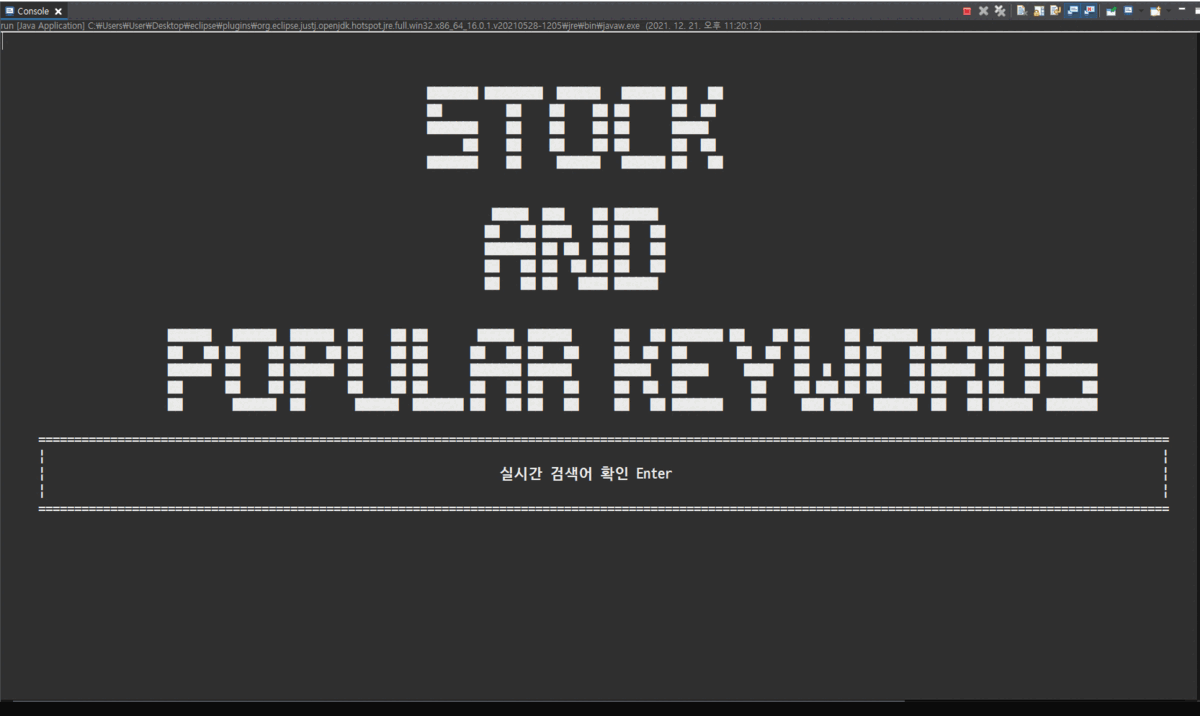 Console
run [Java Application] C:₩Users₩User₩Desktop₩eclipse₩plugins₩org.eclipse.justj.openjdk.hotspot.jre.full.win32.x86_64_16.0.1.v20210528-1205₩jre₩bin₩javaw.exe (2021. 12. 21. 오후 11:20:12)
STOCK
AND
POPULAR KEYWORDS
실시간 검색어 확인 Enter